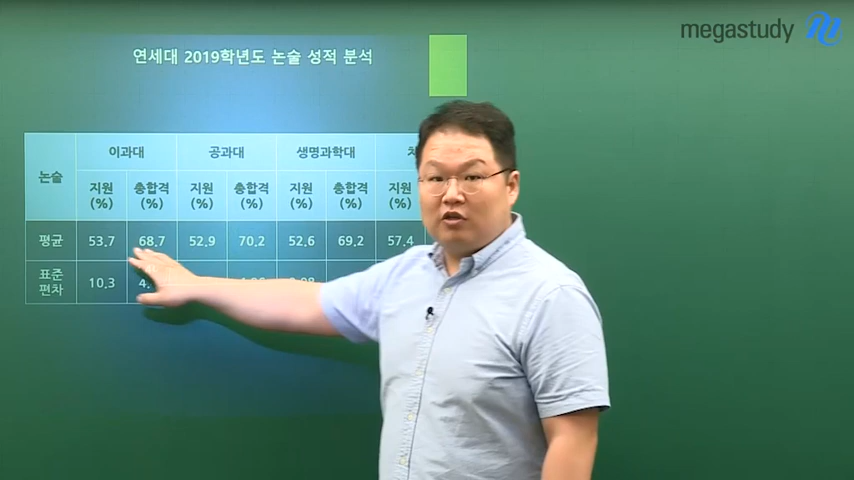 megastudy
연세대 2019학년도 논술 성적 분석
논술 이과대 공과대 생명과학대
지원 (%) 총합격 (%) 지원 (%) 총합격 (%) 지원 (%) 총합격 (%) 지원 (%)
평균 53.7 68.7 52.9 70.2 52.6 69.2 57.4
표준 편차 10.3